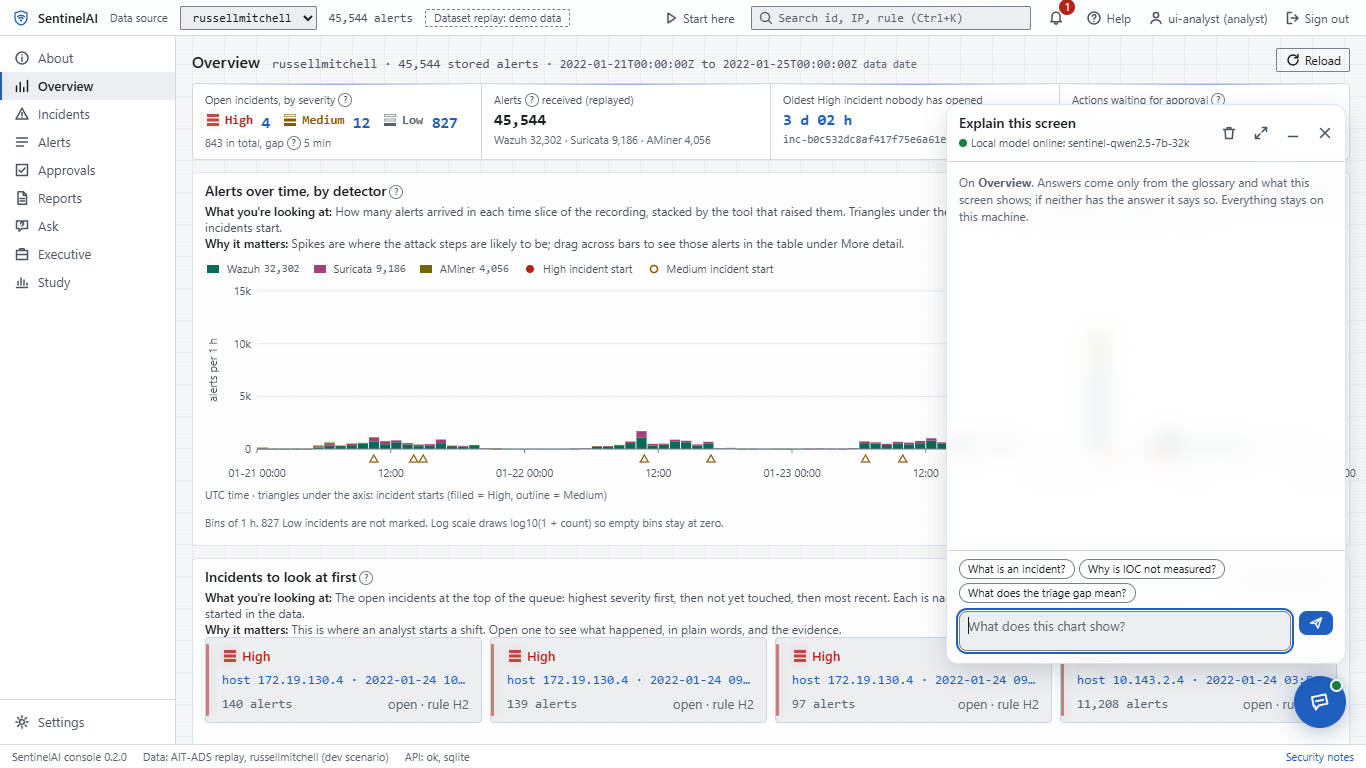 SentinelAI
Data source
russellmitchell
45,544 alerts
Dataset replay: demo data
Start here
Search id, IP, rule (Ctrl+K)
1
Help
ui-analyst (analyst)
Sign out
About
Overview
Incidents
Alerts
Approvals
Reports
Ask
Executive
Study
Settings
Overview russellmitchell · 45,544 stored alerts · 2022-01-21T00:00:00Z to 2022-01-25T00:00:00Z data date
Reload
Open incidents, by severity ?
High 4 Medium 12 Low 827
843 in total, gap ? 5 min
Alerts ? received (replayed)
45,544
Wazuh 32,302 · Suricata 9,186 · AMiner 4,056
Oldest High incident nobody has opened
3 d 02 h
inc-b0c532dc8af417f75e6a61e
Actions waiting for approval ?
Alerts over time, by detector ?
What you're looking at: How many alerts arrived in each time slice of the recording, stacked by the tool that raised them. Triangles under the
incidents start.
Why it matters: Spikes are where the attack steps are likely to be; drag across bars to see those alerts in the table under More detail.
Wazuh 32,302 Suricata 9,186 AMiner 4,056 High incident start Medium incident start
15k
10k
5k
0
alerts per 1 h
01-21 00:00 12:00 01-22 00:00 12:00 01-23 00:00 12:00
UTC time · triangles under the axis: incident starts (filled = High, outline = Medium)
Bins of 1 h. 827 Low incidents are not marked. Log scale draws log10(1 + count) so empty bins stay at zero.
Incidents to look at first ?
What you're looking at: The open incidents at the top of the queue: highest severity first, then not yet touched, then most recent. Each is na
started in the data.
Why it matters: This is where an analyst starts a shift. Open one to see what happened, in plain words, and the evidence.
High
host 172.19.130.4 · 2022-01-24 10…
140 alerts open · rule H2
High
host 172.19.130.4 · 2022-01-24 09…
139 alerts open · rule H2
High
host 172.19.130.4 · 2022-01-24 09…
97 alerts open · rule H2
host 10.143.2.4 · 2022-01-24 03:5
11,208 alerts open · ru
Explain this screen
Local model online: sentinel-qwen2.5-7b-32k
On Overview. Answers come only from the glossary and what this
screen shows; if neither has the answer it says so. Everything stays on
this machine.
What is an incident?
Why is IOC not measured?
What does the triage gap mean?
What does this chart show?
SentinelAI console 0.2.0
Data: AIT-ADS replay, russellmitchell (dev scenario)
API: ok, sqlite
Security notes